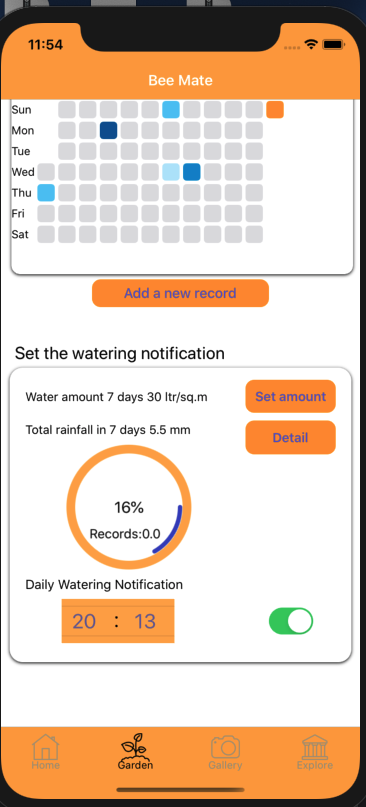 11:54
Bee Mate
Sun
Mon
Tue
Wed
Thu
Fri
Sat
Add a new record
Set the watering notification
Water amount 7 days 30 ltr/sq.m
Set amount
Total rainfall in 7 days 5.5 mm
Detail
16%
Records:0.0
Daily Watering Notification
20 : 13
Home
Garden
Gallery
Explore